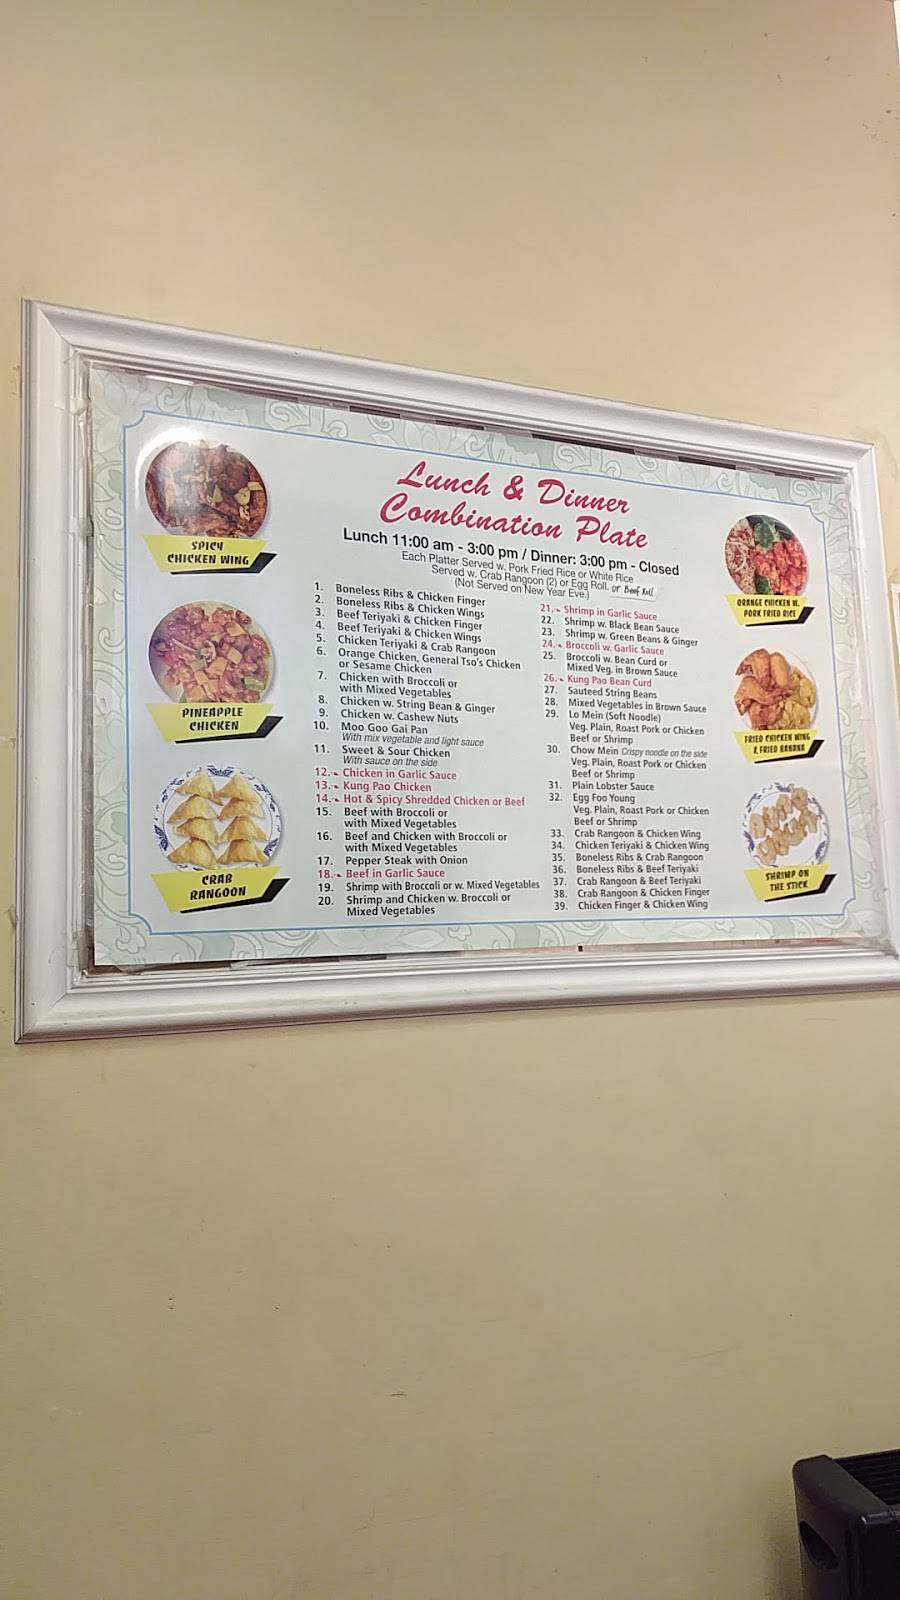 Lunch & Dinner
Combination Plate
Lunch 11:00 am - 3:00 pm / Dinner: 3:00 pm - Closed
Each Platter Served w. Pork Fried Rice or White Rice
Served w. Crab Rangoon (2) or Egg Roll. or Beef Roll
(Not Served on New Year Eve.)
SPICY
CHICKEN WING
PINEAPPLE
CHICKEN
CRAB
RANGOON
1. Boneless Ribs & Chicken Finger
2. Boneless Ribs & Chicken Wings
3. Beef Teriyaki & Chicken Finger
4. Beef Teriyaki & Chicken Wings
5. Chicken Teriyaki & Crab Rangoon
6. Orange Chicken, General Tso's Chicken
or Sesame Chicken
7. Chicken with Broccoli or
with Mixed Vegetables
8. Chicken w. String Bean & Ginger
9. Chicken w. Cashew Nuts
10. Moo Goo Gai Pan
With mix vegetable and light sauce
11. Sweet & Sour Chicken
With sauce on the side
12. Chicken in Garlic Sauce
13. Kung Pao Chicken
14. Hot & Spicy Shredded Chicken or Beef
15. Beef with Broccoli or
with Mixed Vegetables
16. Beef and Chicken with Broccoli or
with Mixed Vegetables
17. Pepper Steak with Onion
18. Beef in Garlic Sauce
19. Shrimp with Broccoli or w. Mixed Vegetables
20. Shrimp and Chicken w. Broccoli or
Mixed Vegetables
21. Shrimp in Garlic Sauce
22. Shrimp w. Black Bean Sauce
23. Shrimp w. Green Beans & Ginger
24. Broccoli w. Garlic Sauce
25. Broccoli w. Bean Curd or
Mixed Veg. in Brown Sauce
26. Kung Pao Bean Curd
27. Sauteed String Beans
28. Mixed Vegetables in Brown Sauce
29. Lo Mein (Soft Noodle)
Veg. Plain, Roast Pork or Chicken
Beef or Shrimp
30. Chow Mein Crispy noodle on the side
Veg. Plain, Roast Pork or Chicken
Beef or Shrimp
31. Plain Lobster Sauce
32. Egg Foo Young
Veg. Plain, Roast Pork or Chicken
Beef or Shrimp
33. Crab Rangoon & Chicken Wing
34. Chicken Teriyaki & Chicken Wing
35. Boneless Ribs & Crab Rangoon
36. Boneless Ribs & Beef Teriyaki
37. Crab Rangoon & Beef Teriyaki
38. Crab Rangoon & Chicken Finger
39. Chicken Finger & Chicken Wing
ORANGE CHICKEN W.
PORK FRIED RICE
FRIED CHICKEN WING
& FRIED BANANA
SHRIMP ON
THE STICK